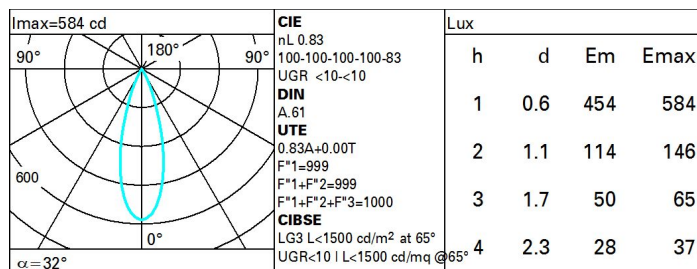 Imax=584 cd
90°
180°
90°
600
0°
α=32°
CIE
nL 0.83
100-100-100-100-83
UGR <10-<10
DIN
A.61
UTE
0.83A+0.00T
F"1=999
F"1+F"2=999
F"1+F"2+F"3=1000
CIBSE
LG3 L<1500 cd/m² at 65°
UGR<10 | L<1500 cd/mq @65°
Lux
h d Em Emax
1 0.6 454 584
2 1.1 114 146
3 1.7 50 65
4 2.3 28 37